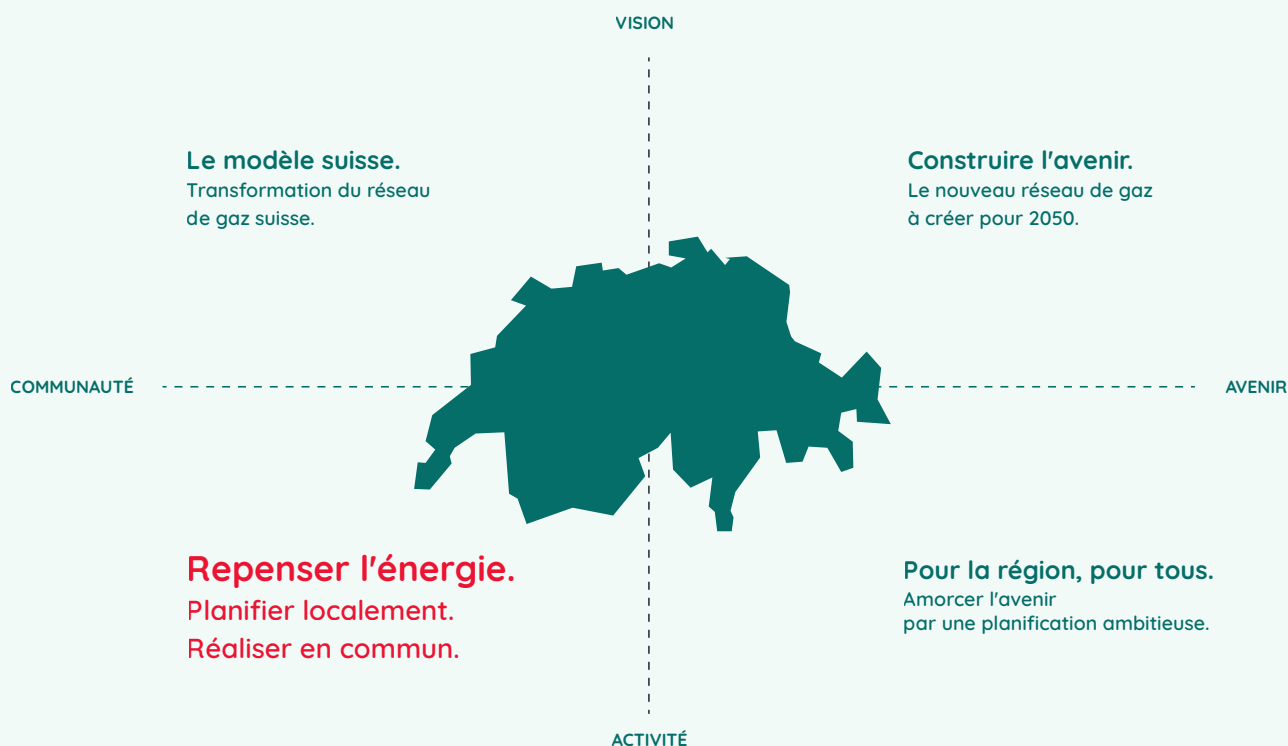 VISION
Le modèle suisse.
Transformation du réseau
de gaz suisse.
Construire l'avenir.
Le nouveau réseau de gaz
à créer pour 2050.
COMMUNAUTÉ
AVENIR
Repenser l'énergie.
Planifier localement.
Réaliser en commun.
Pour la région, pour tous.
Amorcer l'avenir
par une planification ambitieuse.
ACTIVITÉ